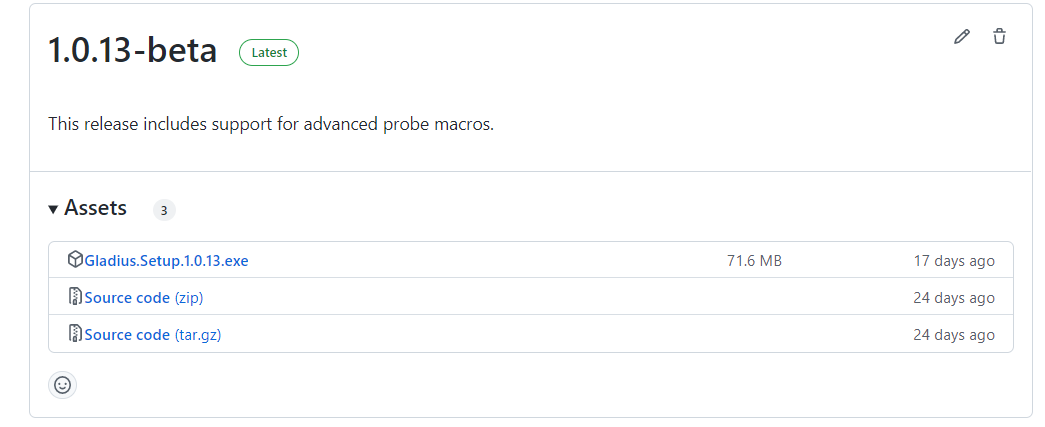 1.0.13-beta Latest
This release includes support for advanced probe macros.
Assets 3
Gladius.Setup.1.0.13.exe 71.6 MB 17 days ago
Source code (zip) 24 days ago
Source code (tar.gz) 24 days ago